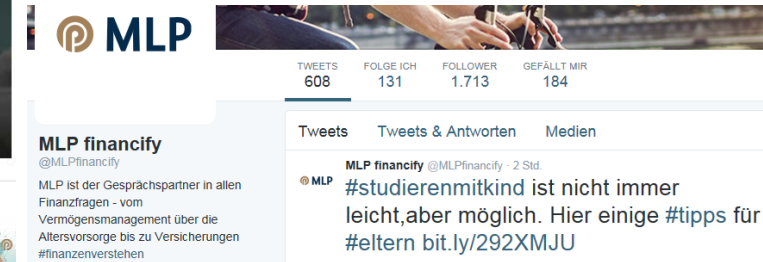 MLP
TWEETS FOLGE ICH FOLLOWER GEFÄLLT MIR
608 131 1.713 184
MLP financify
@MLPfinancify
MLP ist der Gesprächspartner in allen
Finanzfragen - vom
Vermögensmanagement über die
Altersvorsorge bis zu Versicherungen
#finanzenverstehen
Tweets Tweets & Antworten Medien
MLP financify @MLPfinancify · 2 Std.
MLP
#studierenmitkind ist nicht immer
leicht,aber möglich. Hier einige #tipps für
#eltern bit.ly/292XMJU